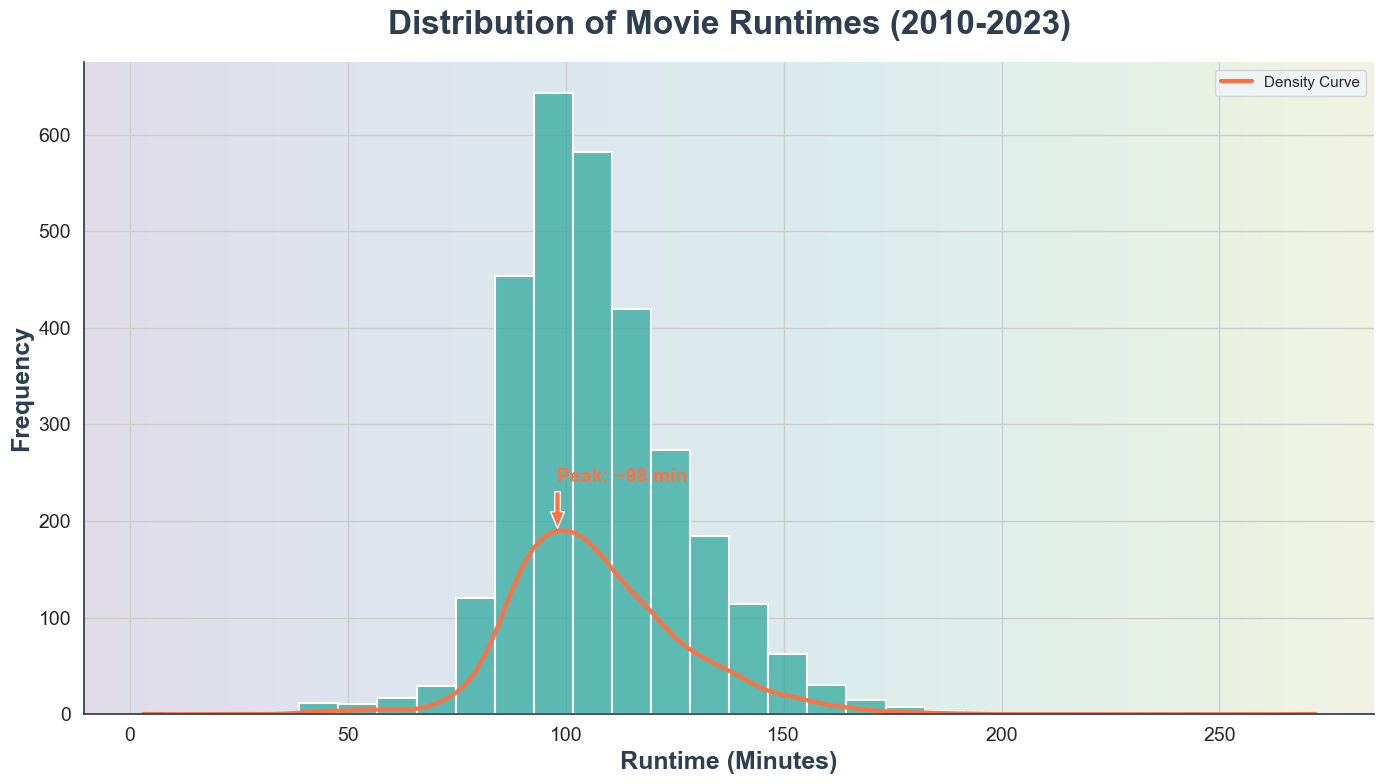 Distribution of Movie Runtimes (2010-2023)
Density Curve
Frequency
600
500
400
300
200
100
0
Peak: ~98 min
0 50 100 150 200 250
Runtime (Minutes)